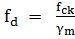 f_d = f_ck / γ_m